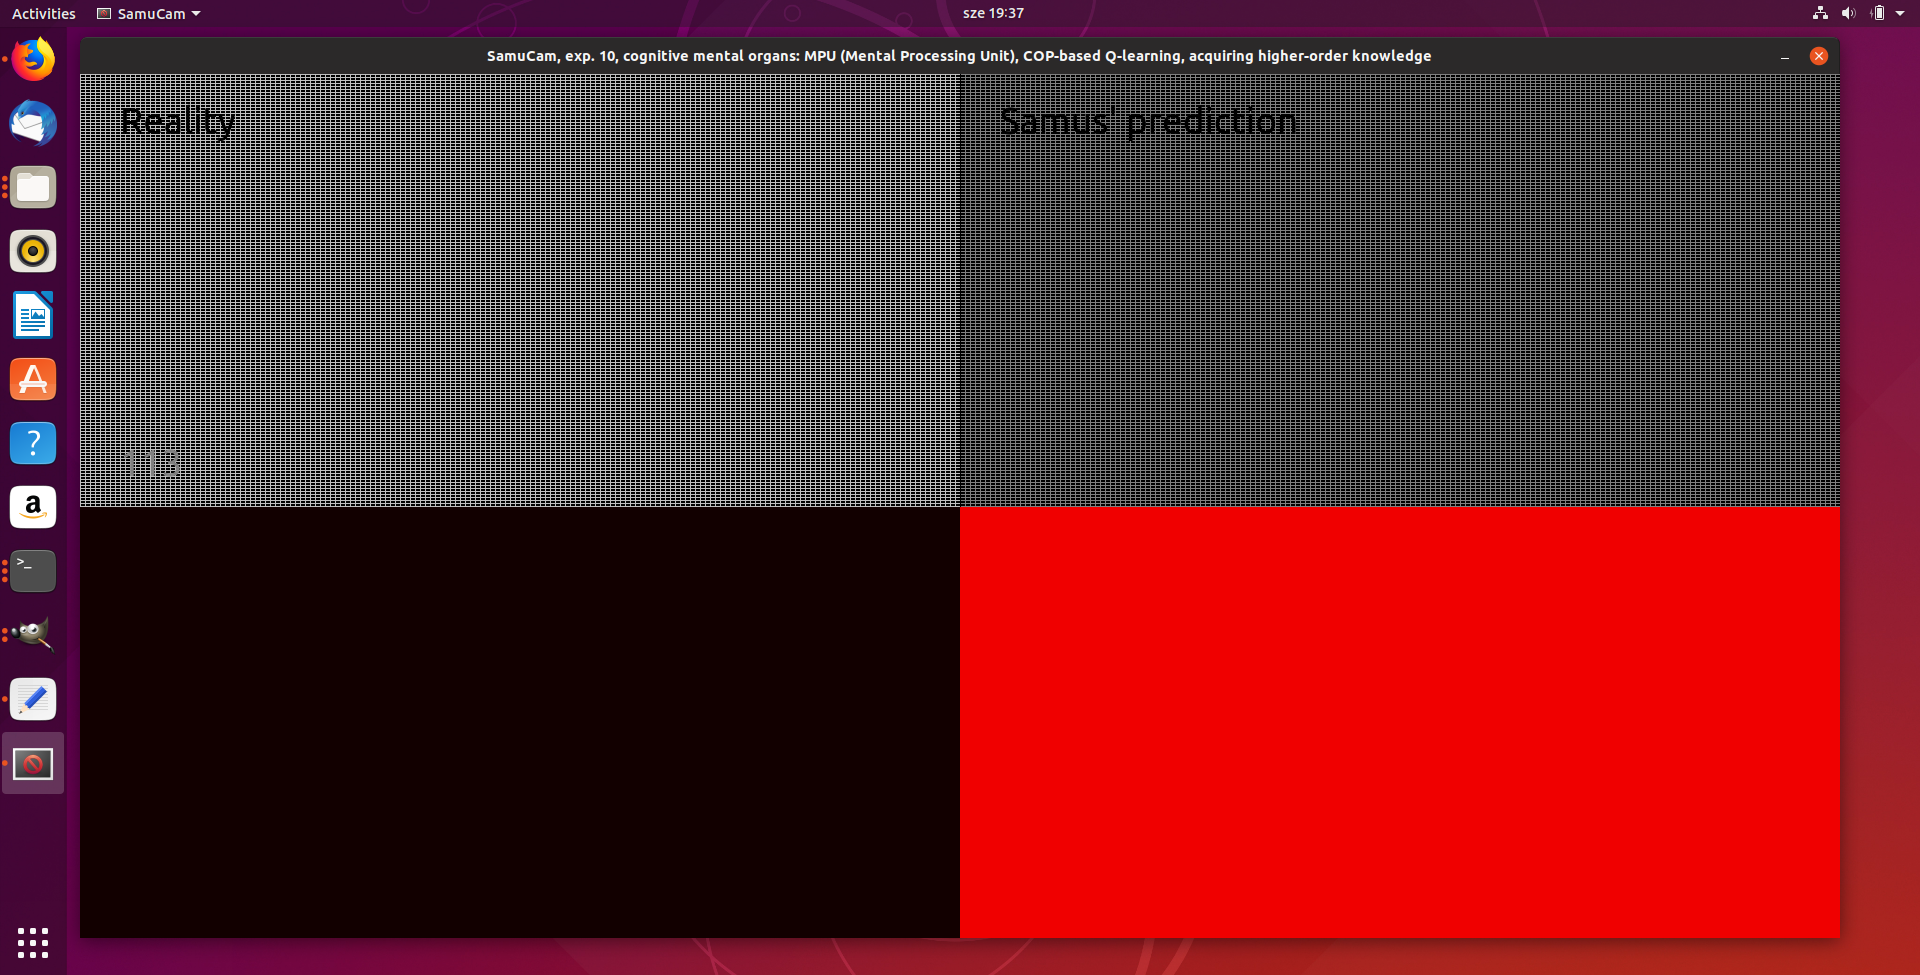 Activities
SamuCam
sze 19:37
SamuCam, exp. 10, cognitive mental organs: MPU (Mental Processing Unit), COP-based Q-learning, acquiring higher-order knowledge
Reality
Samus' prediction
113